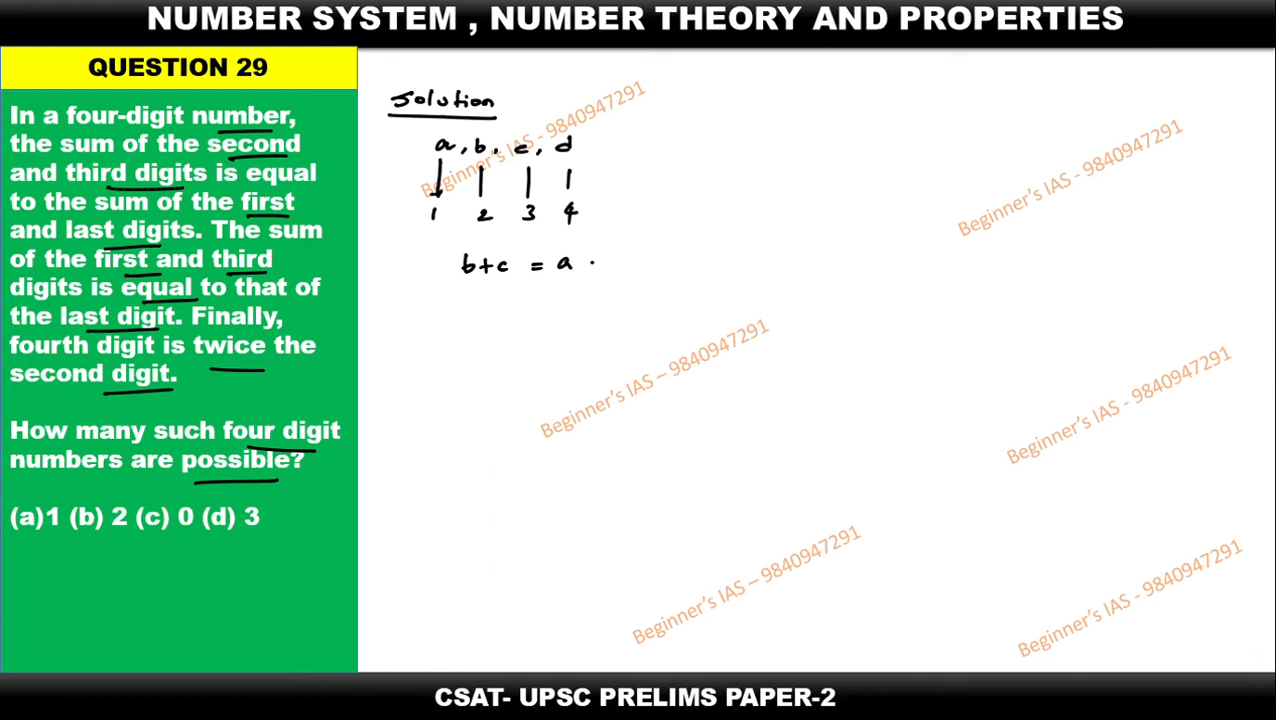 NUMBER SYSTEM , NUMBER THEORY AND PROPERTIES
QUESTION 29
In a four-digit number,
the sum of the second
and third digits is equal
to the sum of the first
and last digits. The sum
of the first and third
digits is equal to that of
the last digit. Finally,
fourth digit is twice the
second digit.
How many such four digit
numbers are possible?
(a)1 (b) 2 (c) 0 (d) 3
Solution
a, b, c, d
1 2 3 4
b+c = a
Beginner's IAS - 9840947291
Beginner's IAS - 9840947291
Beginner's IAS – 9840947291
Beginner's IAS - 9840947291
Beginner's IAS – 9840947291
Beginner's IAS - 9840947291
CSAT- UPSC PRELIMS PAPER-2